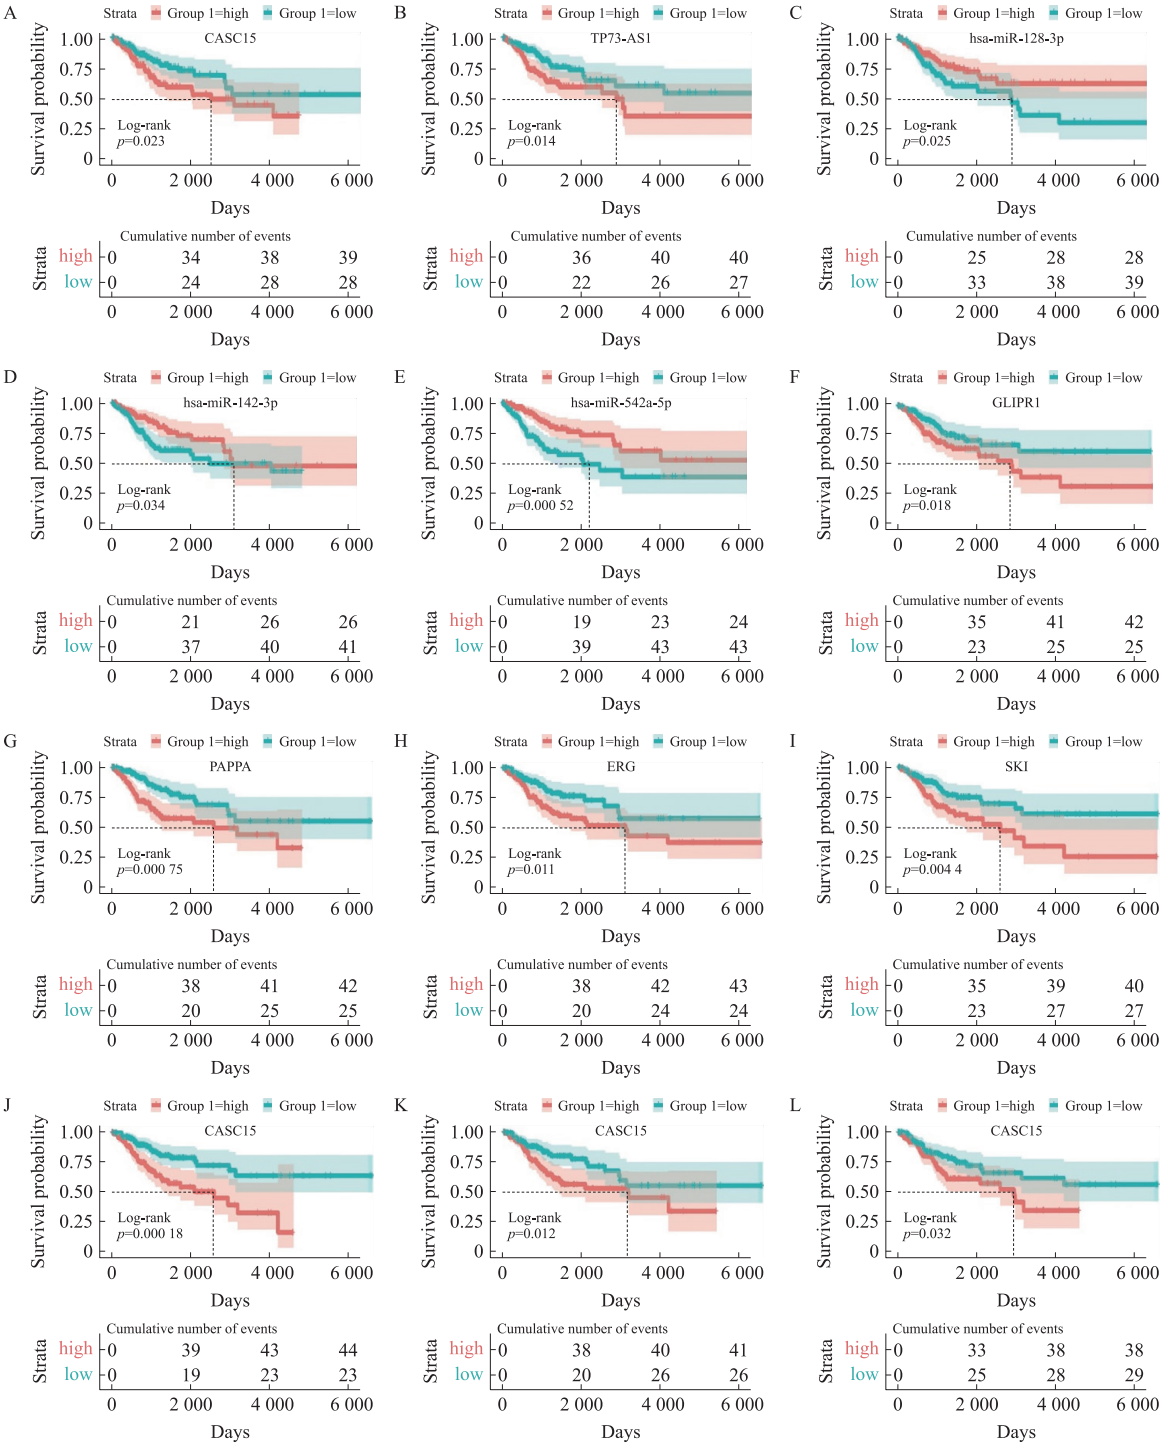 A
Strata Group 1=high Group 1=low
CASC15
Survival probability
1.00
0.75
0.50
0.25
0
Log-rank
p=0.023
0 2 000 4 000 6 000
Days
Cumulative number of events
Strata
high 0 34 38 39
low 0 24 28 28
0 2 000 4 000 6 000
Days
B
Strata Group 1=high Group 1=low
TP73-AS1
Survival probability
1.00
0.75
0.50
0.25
0
Log-rank
p=0.014
0 2 000 4 000 6 000
Days
Cumulative number of events
Strata
high 0 36 40 40
low 0 22 26 27
0 2 000 4 000 6 000
Days
C
Strata Group 1=high Group 1=low
hsa-miR-128-3p
Survival probability
1.00
0.75
0.50
0.25
0
Log-rank
p=0.025
0 2 000 4 000 6 000
Days
Cumulative number of events
Strata
high 0 25 28 28
low 0 33 38 39
0 2 000 4 000 6 000
Days
D
Strata Group 1=high Group 1=low
hsa-miR-142-3p
Survival probability
1.00
0.75
0.50
0.25
0
Log-rank
p=0.034
0 2 000 4 000 6 000
Days
Cumulative number of events
Strata
high 0 21 26 26
low 0 37 40 41
0 2 000 4 000 6 000
Days
E
Strata Group 1=high Group 1=low
hsa-miR-542a-5p
Survival probability
1.00
0.75
0.50
0.25
0
Log-rank
p=0.000 52
0 2 000 4 000 6 000
Days
Cumulative number of events
Strata
high 0 19 23 24
low 0 39 43 43
0 2 000 4 000 6 000
Days
F
Strata Group 1=high Group 1=low
GLIPR1
Survival probability
1.00
0.75
0.50
0.25
0
Log-rank
p=0.018
0 2 000 4 000 6 000
Days
Cumulative number of events
Strata
high 0 35 41 42
low 0 23 25 25
0 2 000 4 000 6 000
Days
G
Strata Group 1=high Group 1=low
PAPPA
Survival probability
1.00
0.75
0.50
0.25
0
Log-rank
p=0.000 75
0 2 000 4 000 6 000
Days
Cumulative number of events
Strata
high 0 38 41 42
low 0 20 25 25
0 2 000 4 000 6 000
Days
H
Strata Group 1=high Group 1=low
ERG
Survival probability
1.00
0.75
0.50
0.25
0
Log-rank
p=0.011
0 2 000 4 000 6 000
Days
Cumulative number of events
Strata
high 0 38 42 43
low 0 20 24 24
0 2 000 4 000 6 000
Days
I
Strata Group 1=high Group 1=low
SKI
Survival probability
1.00
0.75
0.50
0.25
0
Log-rank
p=0.004 4
0 2 000 4 000 6 000
Days
Cumulative number of events
Strata
high 0 35 39 40
low 0 23 27 27
0 2 000 4 000 6 000
Days
J
Strata Group 1=high Group 1=low
CASC15
Survival probability
1.00
0.75
0.50
0.25
0
Log-rank
p=0.000 18
0 2 000 4 000 6 000
Days
Cumulative number of events
Strata
high 0 39 43 44
low 0 19 23 23
0 2 000 4 000 6 000
Days
K
Strata Group 1=high Group 1=low
CASC15
Survival probability
1.00
0.75
0.50
0.25
0
Log-rank
p=0.012
0 2 000 4 000 6 000
Days
Cumulative number of events
Strata
high 0 38 40 41
low 0 20 26 26
0 2 000 4 000 6 000
Days
L
Strata Group 1=high Group 1=low
CASC15
Survival probability
1.00
0.75
0.50
0.25
0
Log-rank
p=0.032
0 2 000 4 000 6 000
Days
Cumulative number of events
Strata
high 0 33 38 38
low 0 25 28 29
0 2 000 4 000 6 000
Days